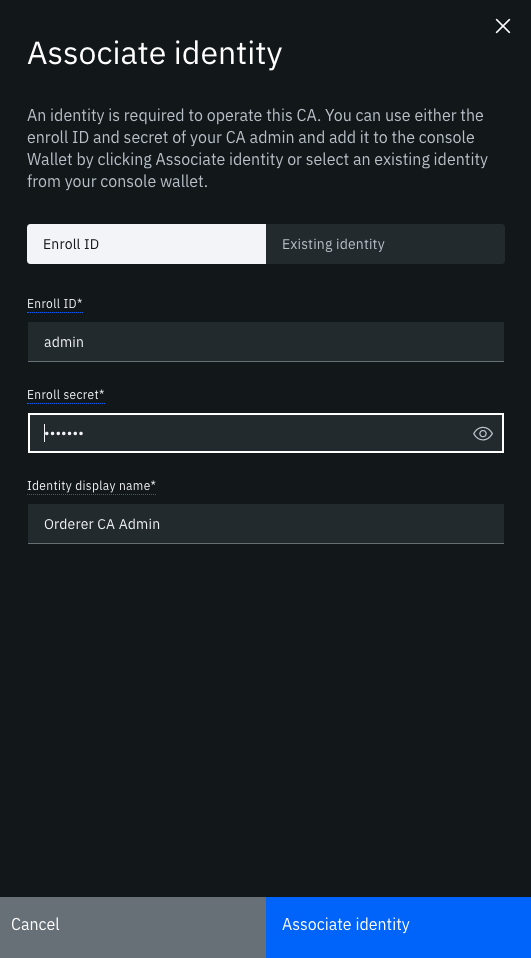 Associate identity
An identity is required to operate this CA. You can use either the
enroll ID and secret of your CA admin and add it to the console
Wallet by clicking Associate identity or select an existing identity
from your console wallet.
Enroll ID
Existing identity
Enroll ID*
admin
Enroll secret*
•••••••
Identity display name*
Orderer CA Admin
Cancel
Associate identity